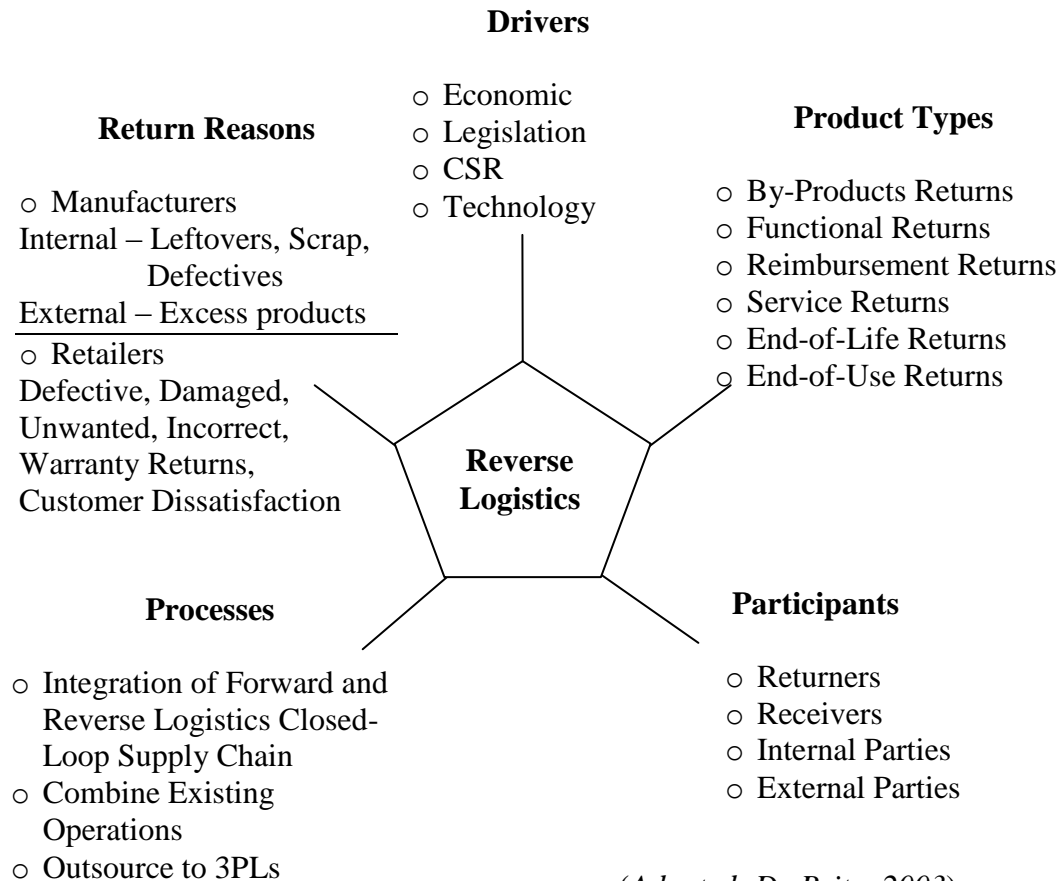 Drivers
○ Economic
○ Legislation
○ CSR
○ Technology
Return Reasons
○ Manufacturers
Internal – Leftovers, Scrap,
Defectives
External – Excess products
○ Retailers
Defective, Damaged,
Unwanted, Incorrect,
Warranty Returns,
Customer Dissatisfaction
Product Types
○ By-Products Returns
○ Functional Returns
○ Reimbursement Returns
○ Service Returns
○ End-of-Life Returns
○ End-of-Use Returns
Reverse
Logistics
Processes
○ Integration of Forward and
Reverse Logistics Closed-
Loop Supply Chain
○ Combine Existing
Operations
○ Outsource to 3PLs
Participants
○ Returners
○ Receivers
○ Internal Parties
○ External Parties